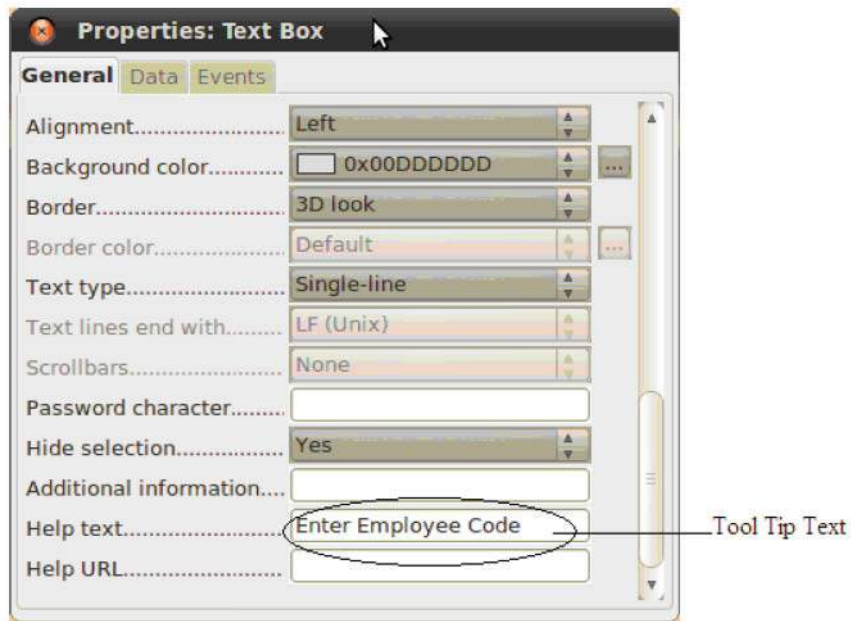 Properties: Text Box
General Data Events
Alignment........................ Left
Background color............ 0x00DDDDDD ...
Border............................. 3D look
Border color.................... Default ...
Text type......................... Single-line
Text lines end with......... LF (Unix)
Scrollbars........................ None
Password character........
Hide selection................. Yes
Additional information....
Help text......................... Enter Employee Code Tool Tip Text
Help URL.........................